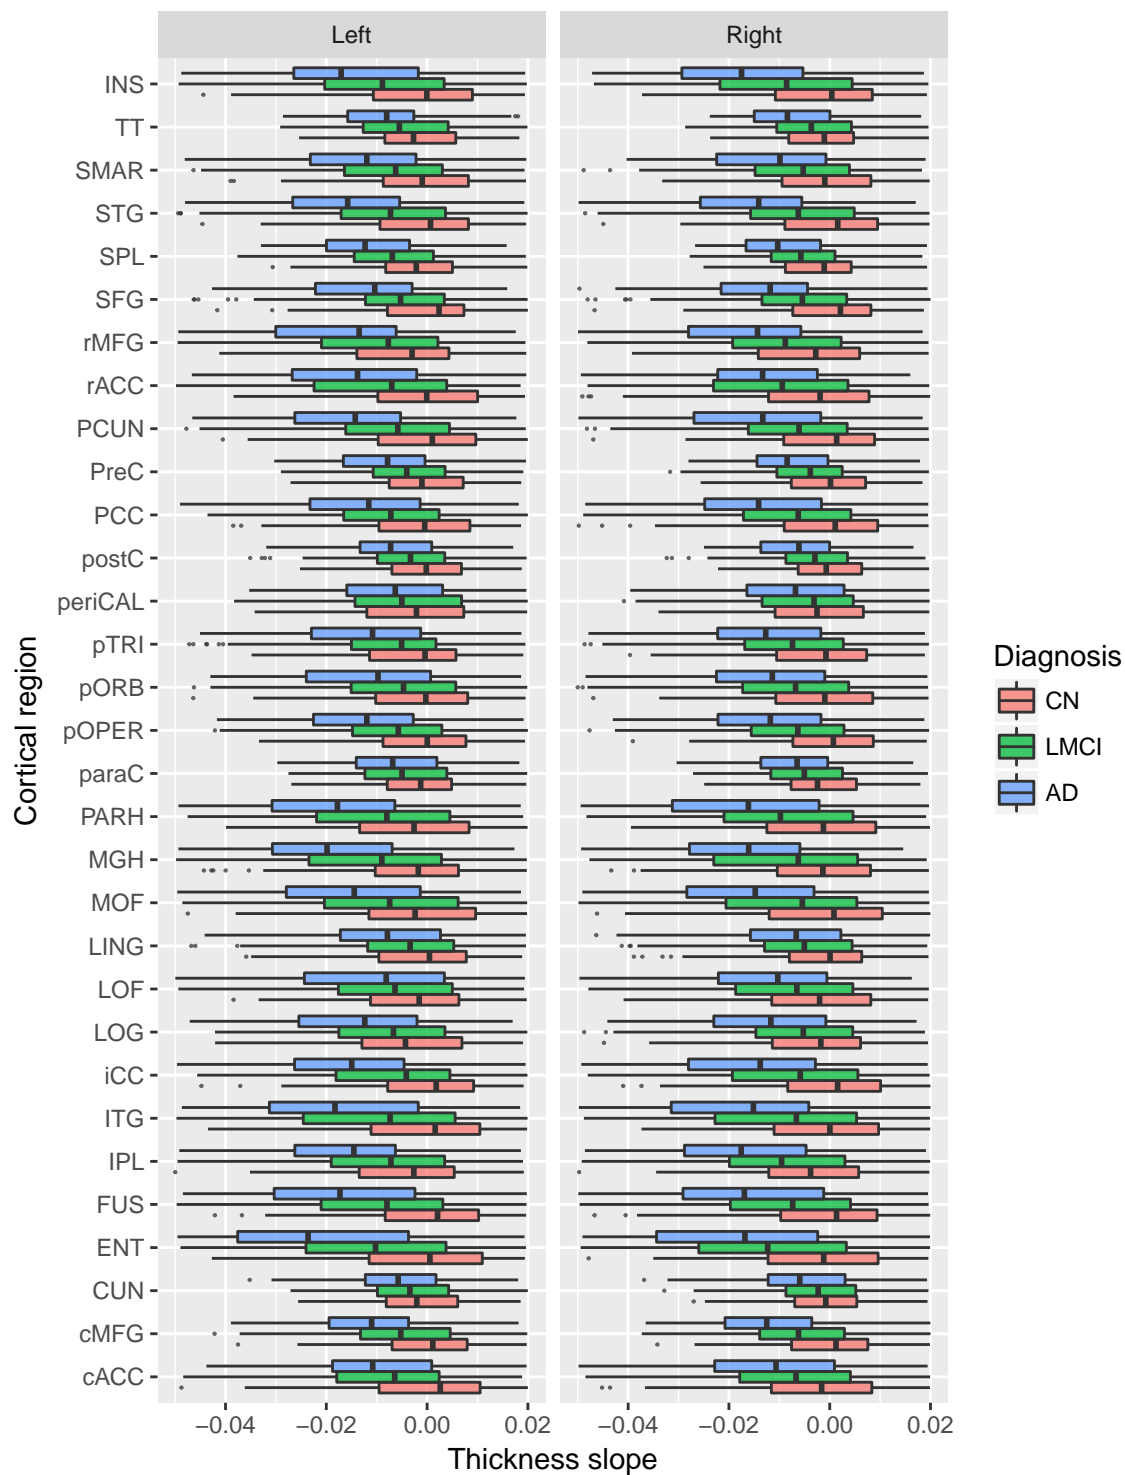 Left Right
INS
TT
SMAR
STG
SPL
SFG
rMFG
rACC
PCUN
PreC
PCC
postC
periCAL
pTRI
pORB
pOPER
paraC
PARH
MGH
MOF
LING
LOF
LOG
iCC
ITG
IPL
FUS
ENT
CUN
cMFG
cACC
Cortical region
−0.04 −0.02 0.00 0.02 −0.04 −0.02 0.00 0.02
Thickness slope
Diagnosis
CN
LMCI
AD